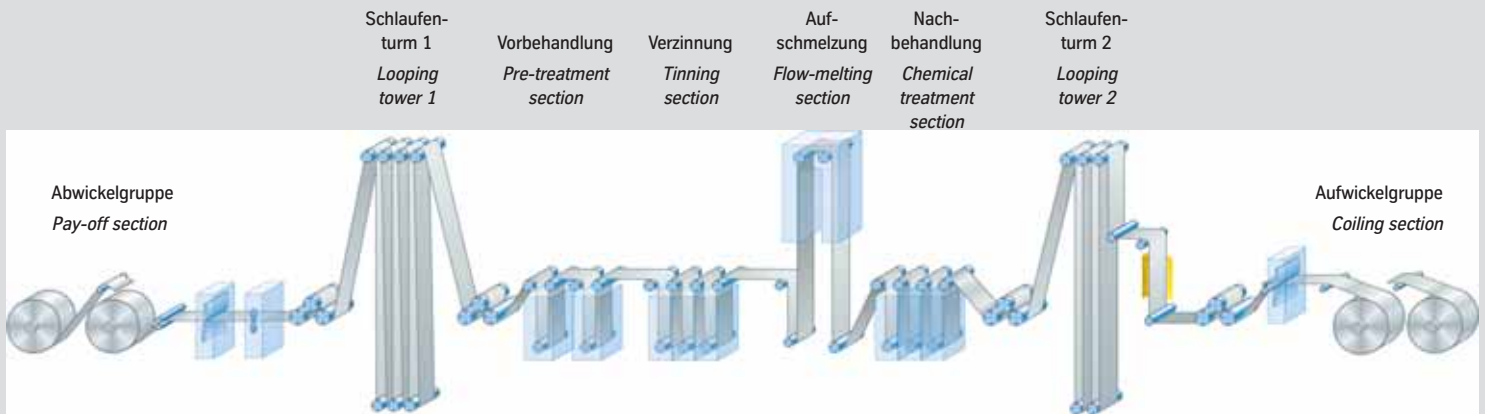 Schlaufen-
turm 1
Looping
tower 1
Vorbehandlung
Pre-treatment
section
Verzinnung
Tinning
section
Auf-
schmelzung
Flow-melting
section
Nach-
behandlung
Chemical
treatment
section
Schlaufen-
turm 2
Looping
tower 2
Abwickelgruppe
Pay-off section
Aufwickelgruppe
Coiling section